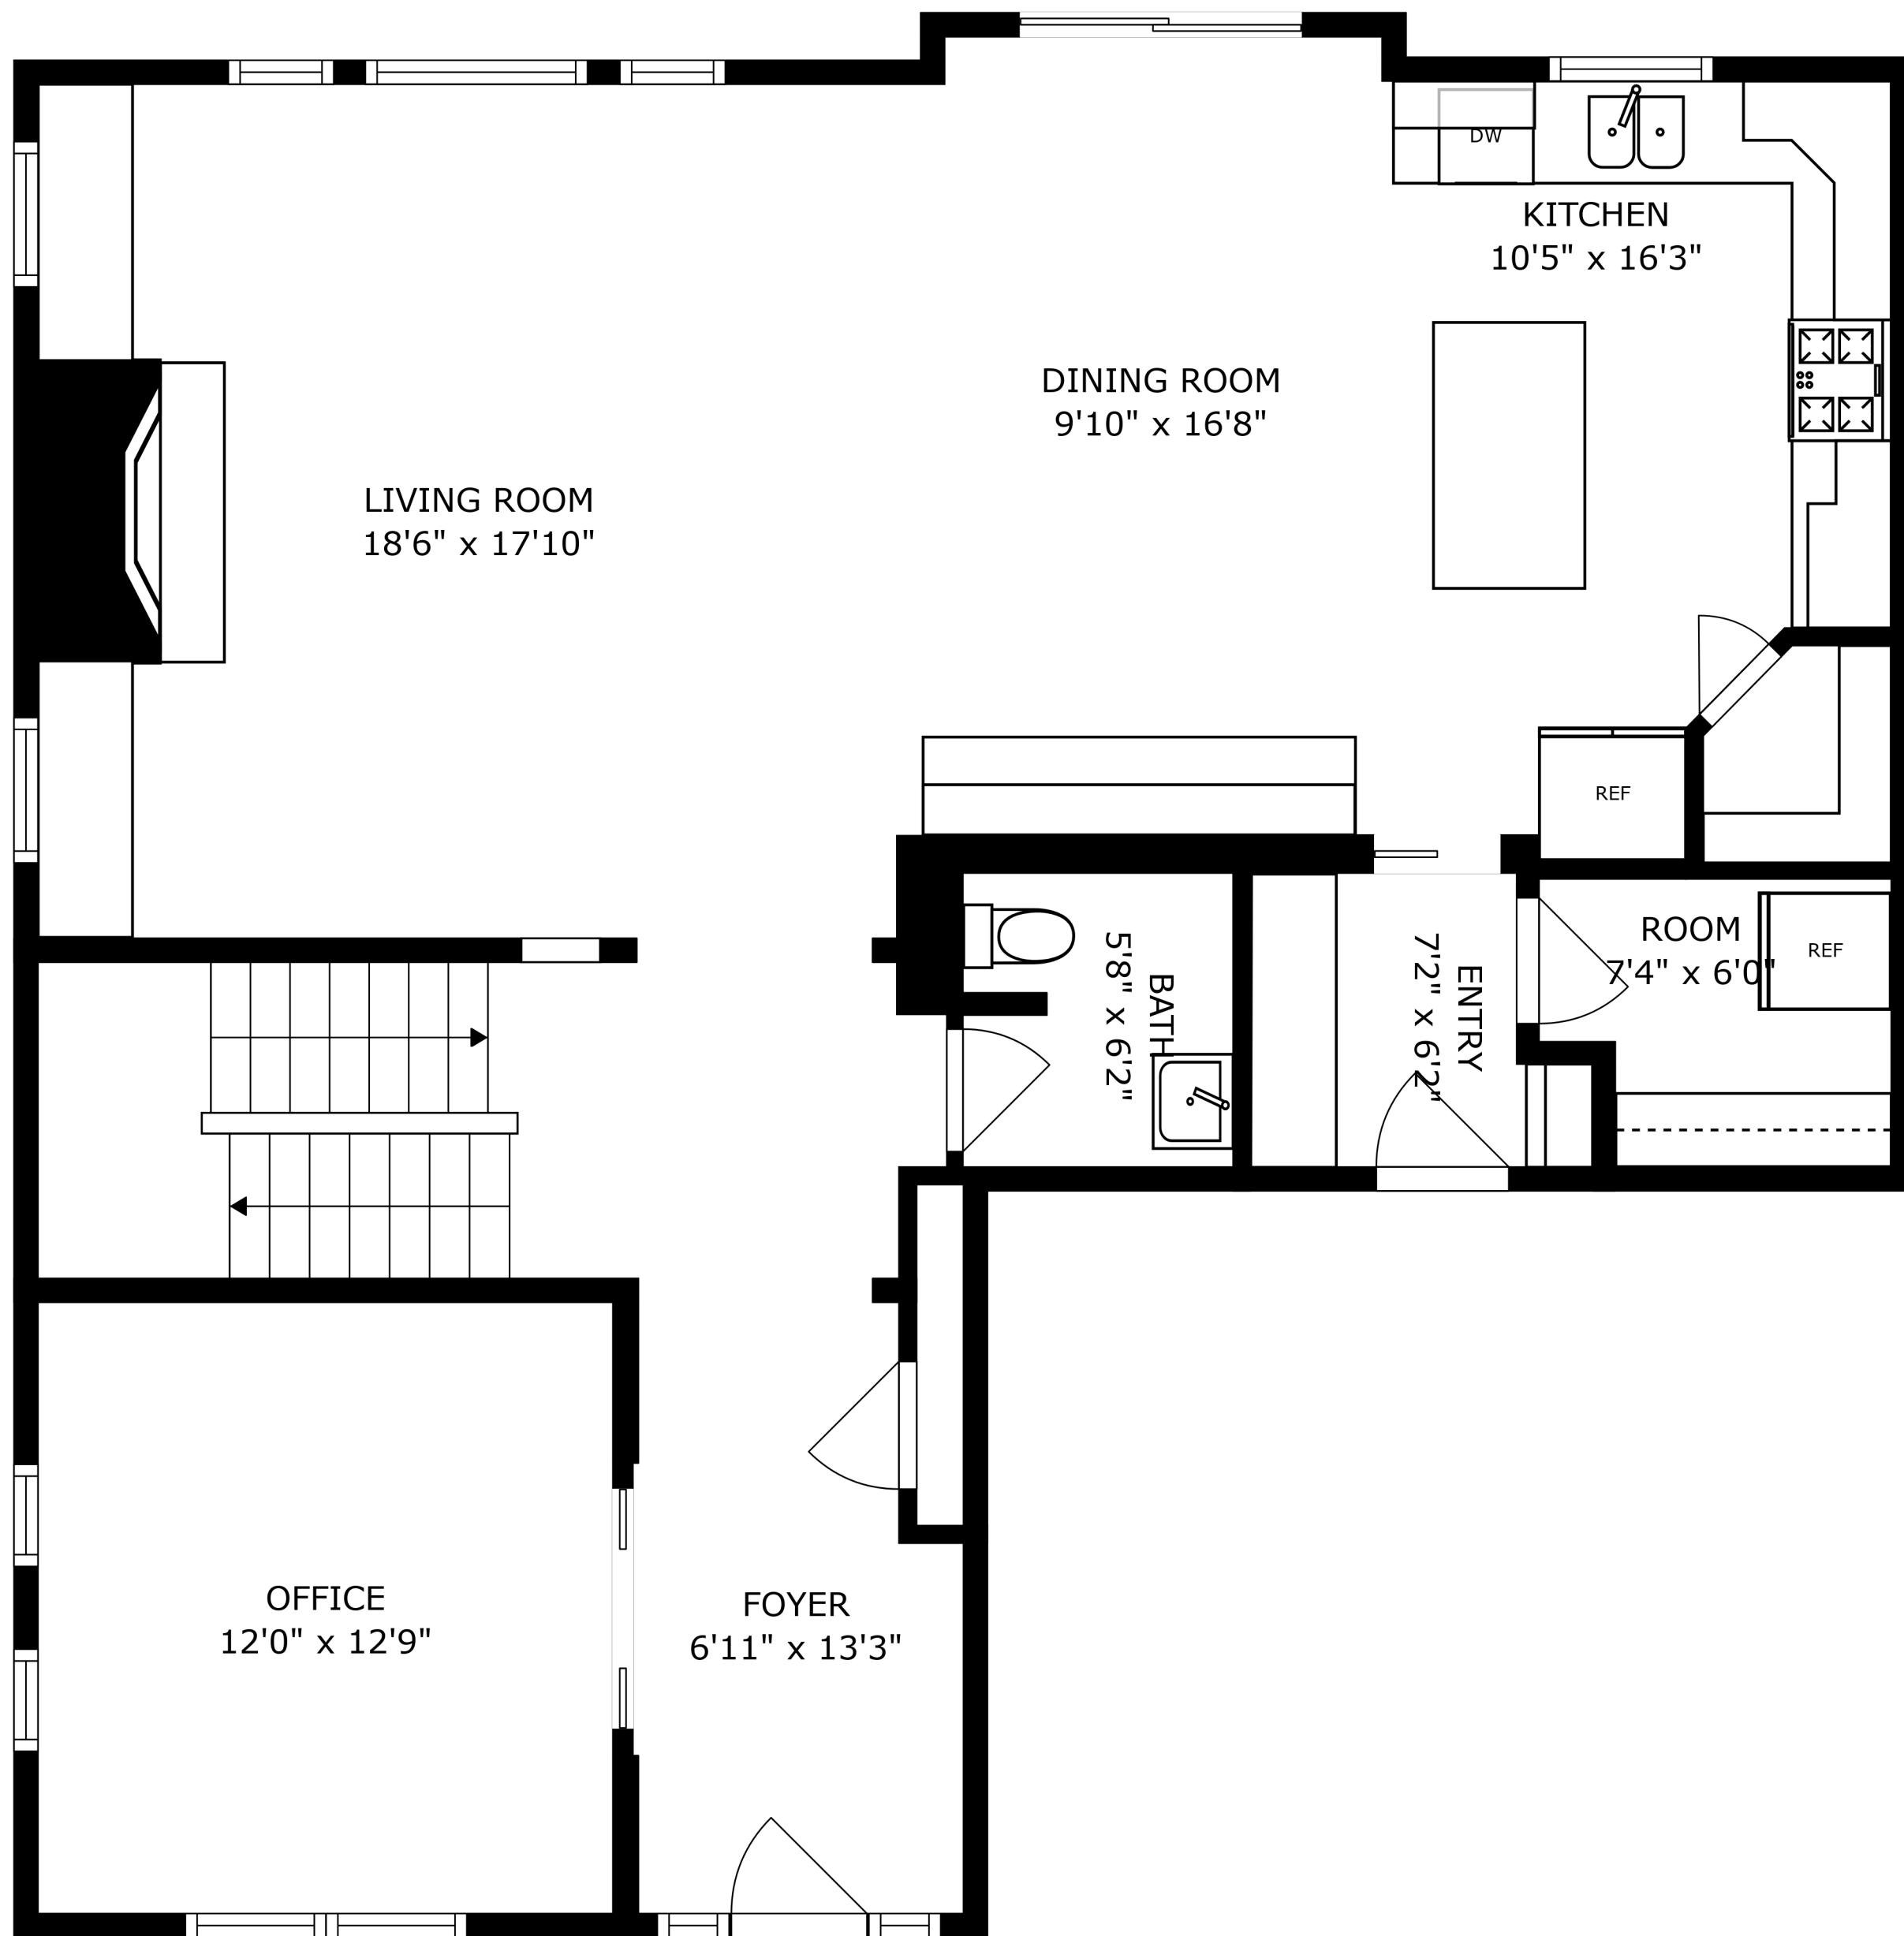 DW
KITCHEN
10'5" x 16'3"
DINING ROOM
9'10" x 16'8"
LIVING ROOM
18'6" x 17'10"
REF
ROOM
7'4" x 6'0"
REF
BATH
5'8" x 6'2"
ENTRY
7'2" x 6'2"
OFFICE
12'0" x 12'9"
FOYER
6'11" x 13'3"